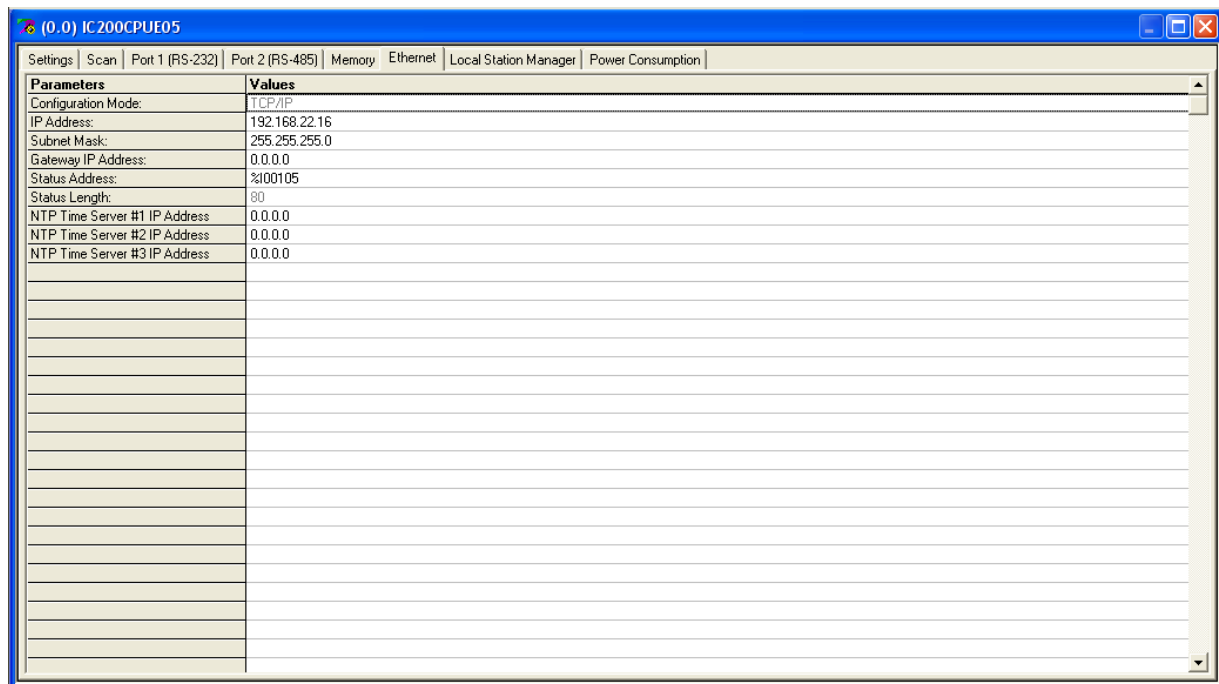 (0.0) IC200CPUE05
Settings Scan Port 1 (RS-232) Port 2 (RS-485) Memory Ethernet Local Station Manager Power Consumption
Parameters Values
Configuration Mode: TCP/IP
IP Address: 192.168.22.16
Subnet Mask: 255.255.255.0
Gateway IP Address: 0.0.0.0
Status Address: %I00105
Status Length: 80
NTP Time Server #1 IP Address 0.0.0.0
NTP Time Server #2 IP Address 0.0.0.0
NTP Time Server #3 IP Address 0.0.0.0